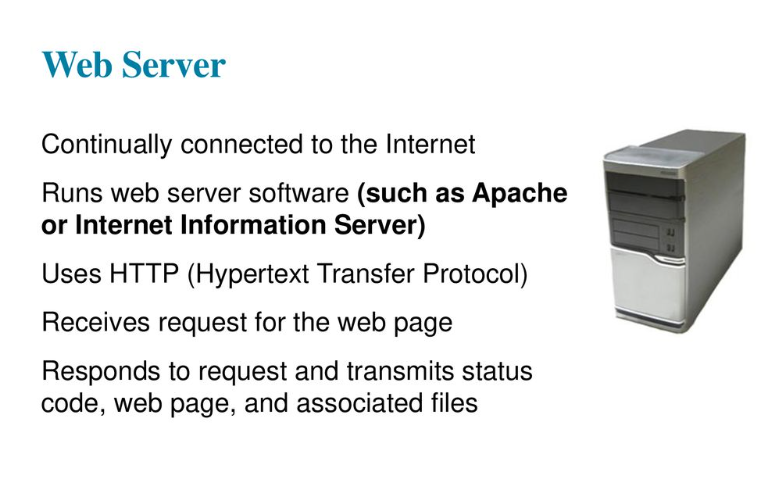 Web Server
Continually connected to the Internet
Runs web server software (such as Apache
or Internet Information Server)
Uses HTTP (Hypertext Transfer Protocol)
Receives request for the web page
Responds to request and transmits status
code, web page, and associated files